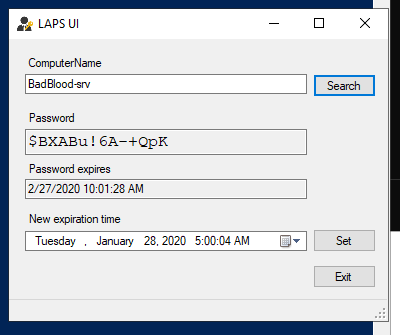 LAPS UI
ComputerName
BadBlood-srv
Search
Password
$BXABu!6A-+QpK
Password expires
2/27/2020 10:01:28 AM
New expiration time
Tuesday , January 28, 2020 5:00:04 AM
Set
Exit